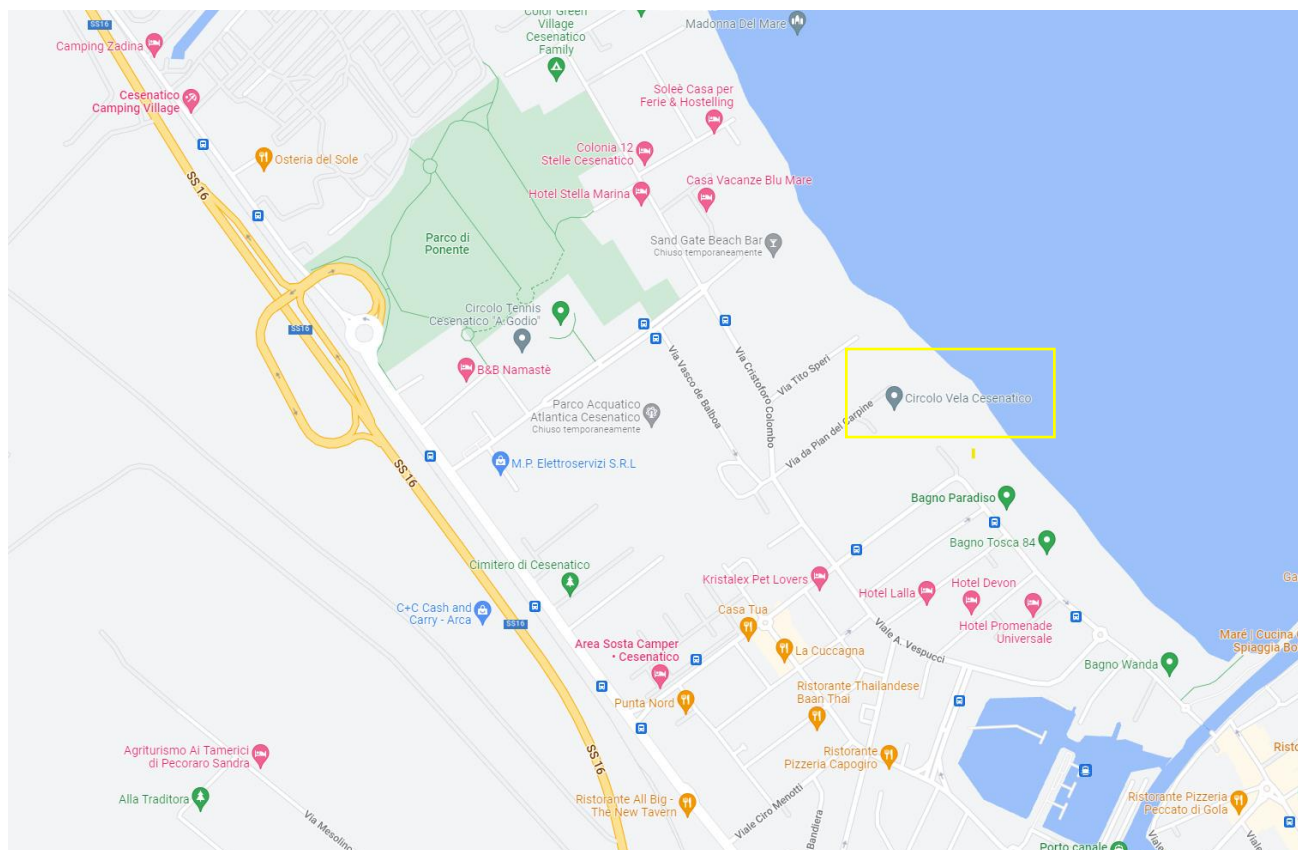 Color Green
Village
Cesenatico
Family
Madonna Del Mare
SS16
Camping Zadina
Cesenatico
Camping Village
Soleè Casa per
Ferie & Hostelling
Osteria del Sole
Colonia 12
Stelle Cesenatico
SS 16
Hotel Stella Marina
Casa Vacanze Blu Mare
Parco di
Ponente
Sand Gate Beach Bar
Chiuso temporaneamente
Circolo Tennis
Cesenatico "A.Godio"
SS16
B&B Namastè
Via Vasco de Balboa
Via Cristoforo Colombo
Via Tito Speri
Via da Pian del Carpine
Circolo Vela Cesenatico
Parco Acquatico
Atlantica Cesenatico
Chiuso temporaneamente
M.P. Elettroservizi S.R.L
SS 16
Bagno Paradiso
Bagno Tosca 84
Cimitero di Cesenatico
Kristalex Pet Lovers
Hotel Lalla
Hotel Devon
Hotel Promenade
Universale
C+C Cash and
Carry - Arca
SS16
Casa Tua
La Cuccagna
Viale A. Vespucci
Marè | Cucina
Spiaggia
Area Sosta Camper
• Cesenatico
Bagno Wanda
Punta Nord
Ristorante Thailandese
Baan Thai
SS 16
Agriturismo Ai Tamerici
di Pecoraro Sandra
Ristorante
Pizzeria Capogiro
Alla Traditora
Via Mesolino
Ristorante All Big -
The New Tavern
Viale Ciro Menotti
Bandiera
Ristorante Pizzeria
Peccato di Gola
Porto canale